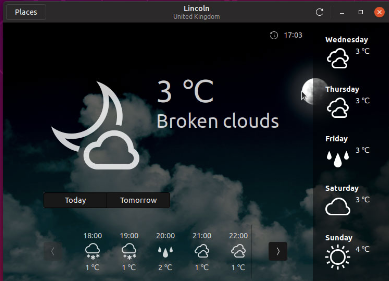 Places
Lincoln
United Kingdom
17:03
3 °C
Broken clouds
Today Tomorrow
18:00 19:00 20:00 21:00 22:00
1 °C 1 °C 2 °C 1 °C 1 °C
Wednesday
3 °C
Thursday
3 °C
Friday
3 °C
Saturday
3 °C
Sunday
4 °C